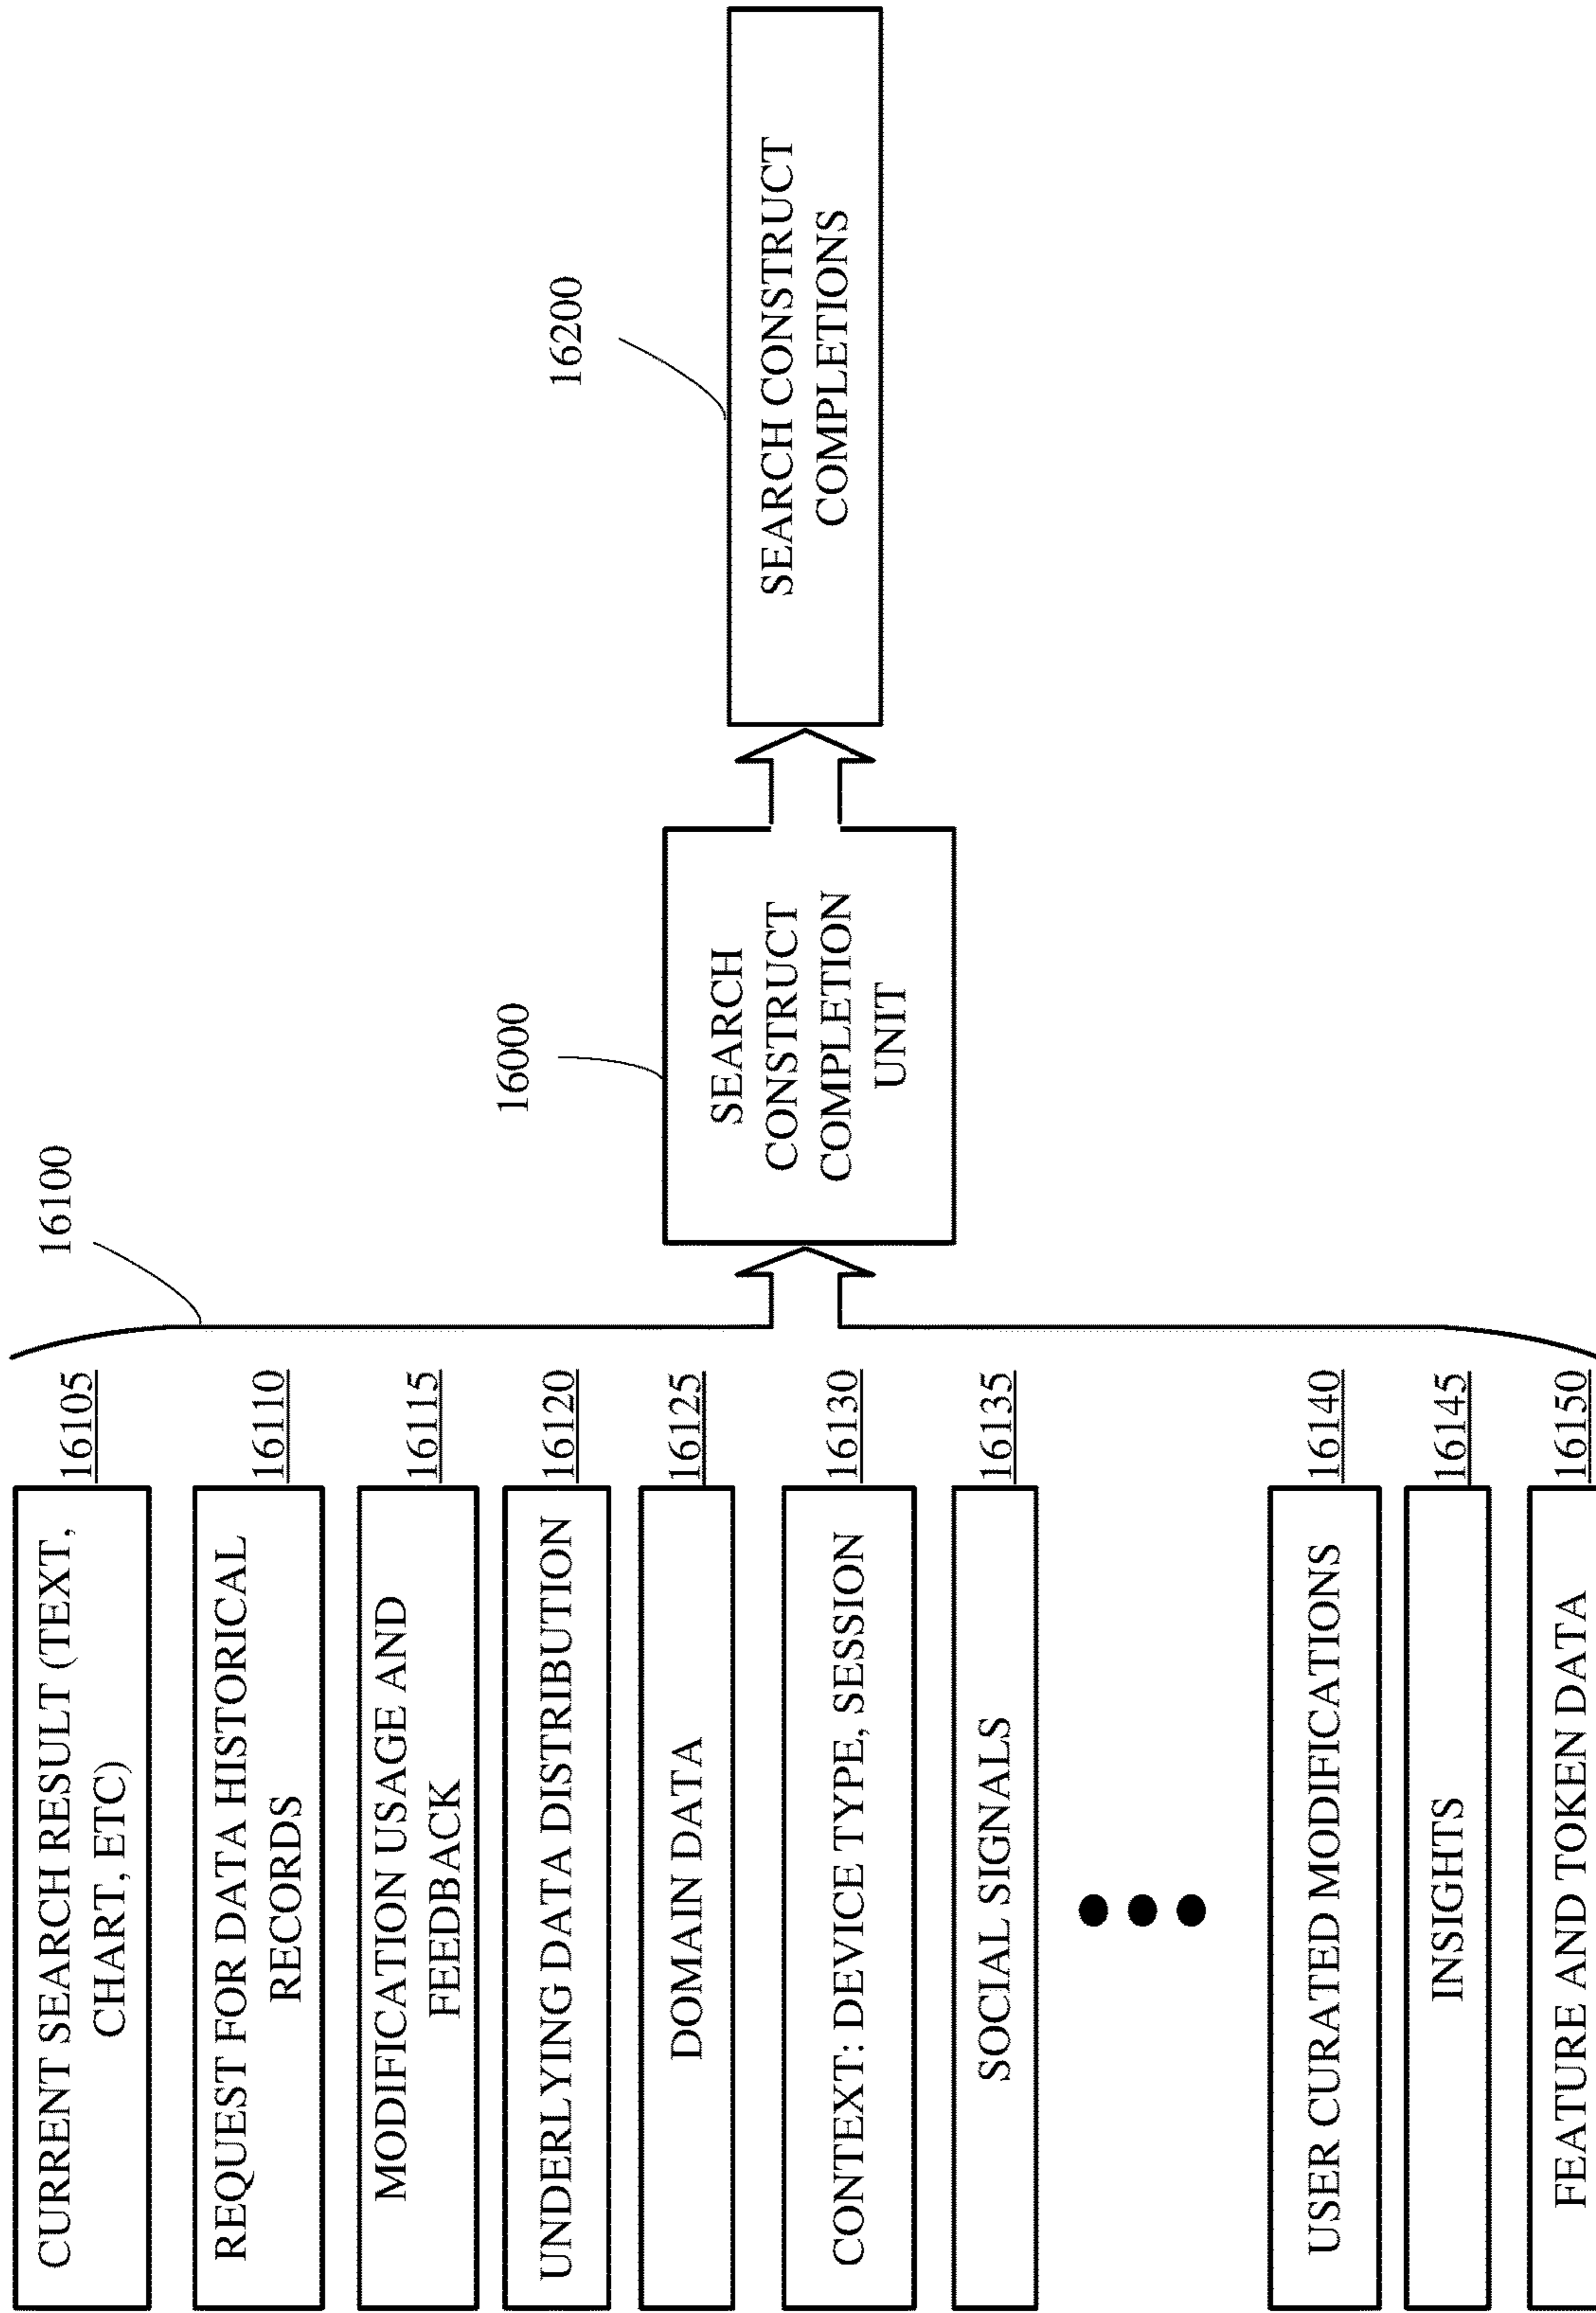 CURRENT SEARCH RESULT (TEXT,
CHART, ETC)
16105
REQUEST FOR DATA HISTORICAL
RECORDS
16110
MODIFICATION USAGE AND
FEEDBACK
16115
UNDERLYING DATA DISTRIBUTION
16120
DOMAIN DATA
16125
CONTEXT: DEVICE TYPE, SESSION
16130
SOCIAL SIGNALS
16135
USER CURATED MODIFICATIONS
16140
INSIGHTS
16145
FEATURE AND TOKEN DATA
16150
16100
16000
SEARCH
CONSTRUCT
COMPLETION
UNIT
16200
SEARCH CONSTRUCT
COMPLETIONS